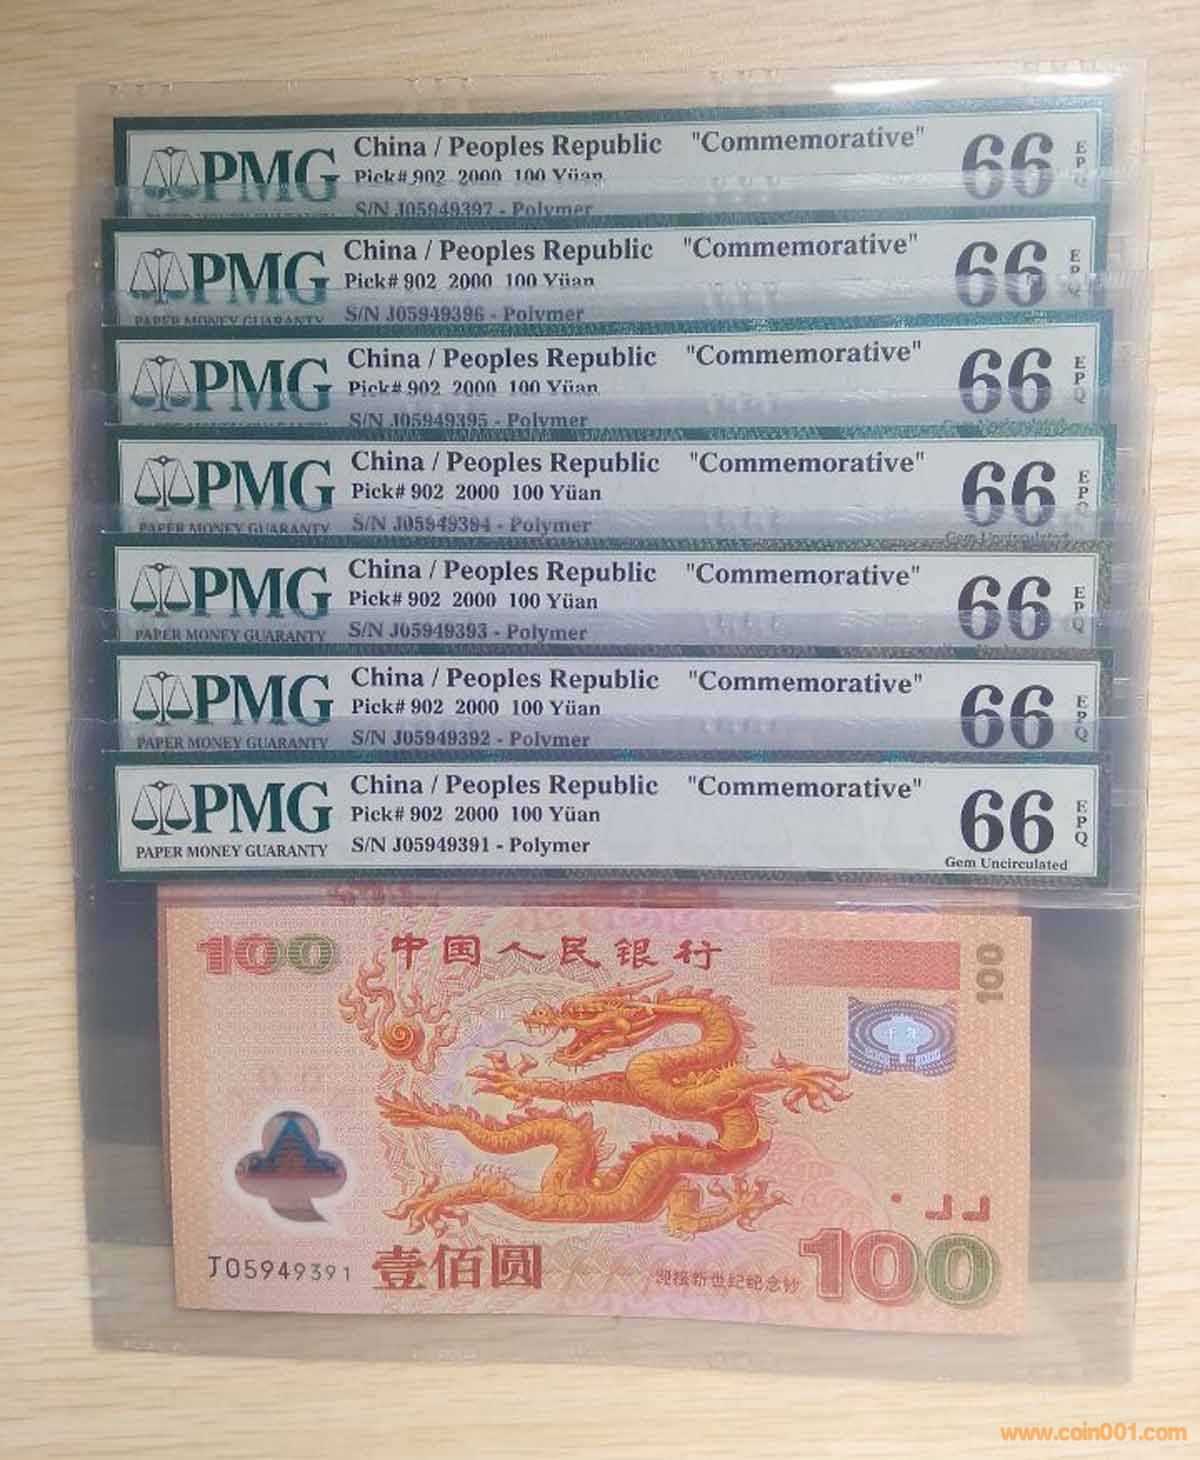 PMG
China / Peoples Republic "Commemorative"
66
EPQ
Pick# 902 2000 100 Yüan
S/N J05949397 - Polymer
PMG
China / Peoples Republic "Commemorative"
66
EPQ
Pick# 902 2000 100 Yüan
PAPER MONEY GUARANTY
S/N J05949396 - Polymer
PMG
China / Peoples Republic "Commemorative"
66
EPQ
Pick# 902 2000 100 Yüan
S/N J05949395 - Polymer
Gem Uncirculated
PMG
China / Peoples Republic "Commemorative"
66
EPQ
Pick# 902 2000 100 Yüan
PAPER MONEY GUARANTY
S/N J05949394 - Polymer
Gem Uncirculated
PMG
China / Peoples Republic "Commemorative"
66
EPQ
Pick# 902 2000 100 Yüan
PAPER MONEY GUARANTY
S/N J05949393 - Polymer
PMG
China / Peoples Republic "Commemorative"
66
EPQ
Pick# 902 2000 100 Yüan
PAPER MONEY GUARANTY
S/N J05949392 - Polymer
PMG
China / Peoples Republic "Commemorative"
66
EPQ
Pick# 902 2000 100 Yüan
PAPER MONEY GUARANTY
S/N J05949391 - Polymer
Gem Uncirculated
100
中国人民银行
100
2000
J05949391
壹佰圆
迎接新世纪纪念钞
100
www.coin001.com